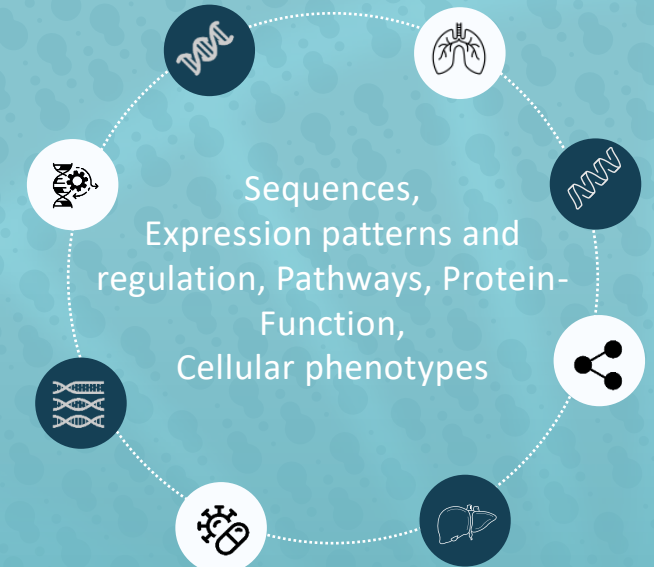 Sequences,
Expression patterns and
regulation, Pathways, Protein-
Function,
Cellular phenotypes